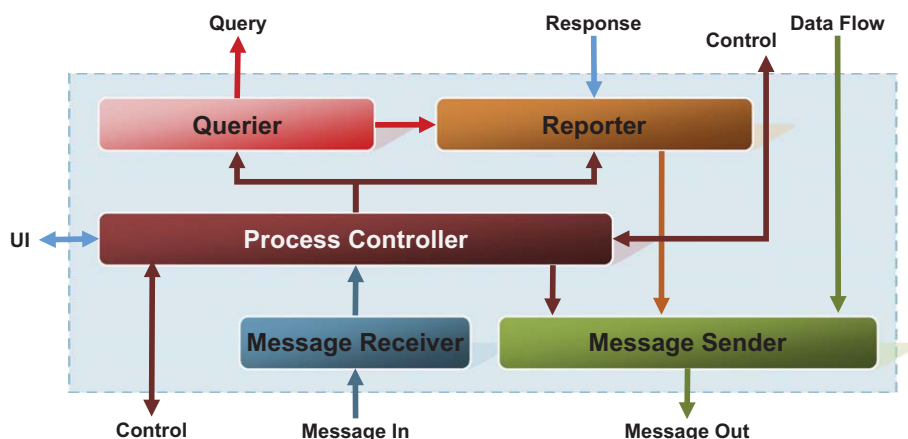 Query
Response
Control
Data Flow
Querier
Reporter
UI
Process Controller
Message Receiver
Message Sender
Control
Message In
Message Out